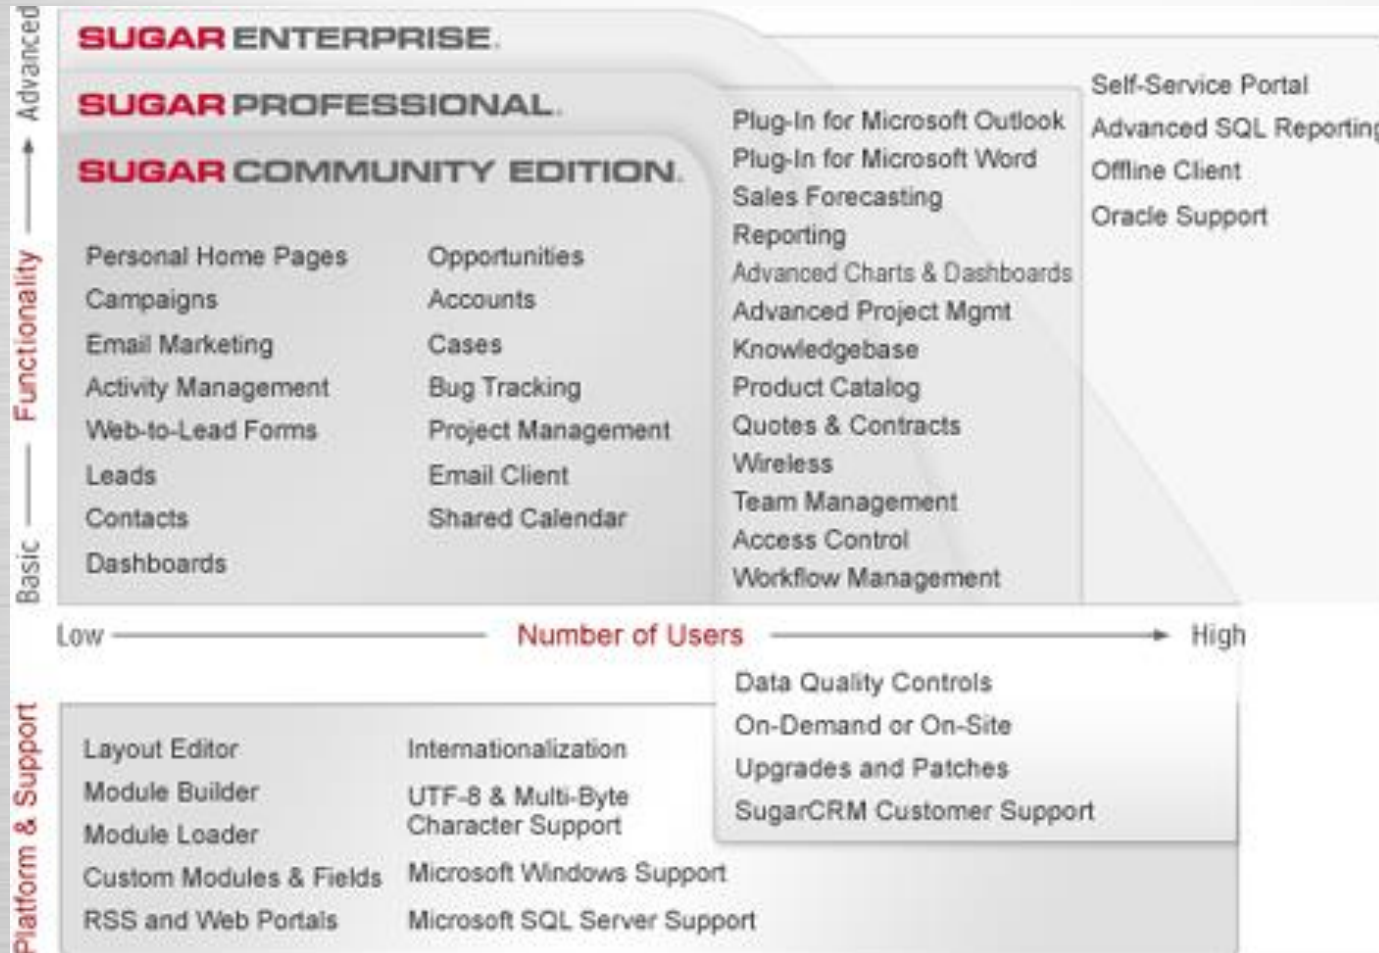 Advanced
Functionality
Basic
SUGAR ENTERPRISE.
SUGAR PROFESSIONAL.
SUGAR COMMUNITY EDITION.
Personal Home Pages
Campaigns
Email Marketing
Activity Management
Web-to-Lead Forms
Leads
Contacts
Dashboards
Opportunities
Accounts
Cases
Bug Tracking
Project Management
Email Client
Shared Calendar
Plug-In for Microsoft Outlook
Plug-In for Microsoft Word
Sales Forecasting
Reporting
Advanced Charts & Dashboards
Advanced Project Mgmt
Knowledgebase
Product Catalog
Quotes & Contracts
Wireless
Team Management
Access Control
Workflow Management
Self-Service Portal
Advanced SQL Reporting
Offline Client
Oracle Support
Low
Number of Users
High
Platform & Support
Layout Editor
Module Builder
Module Loader
Custom Modules & Fields
RSS and Web Portals
Internationalization
UTF-8 & Multi-Byte
Character Support
Microsoft Windows Support
Microsoft SQL Server Support
Data Quality Controls
On-Demand or On-Site
Upgrades and Patches
SugarCRM Customer Support